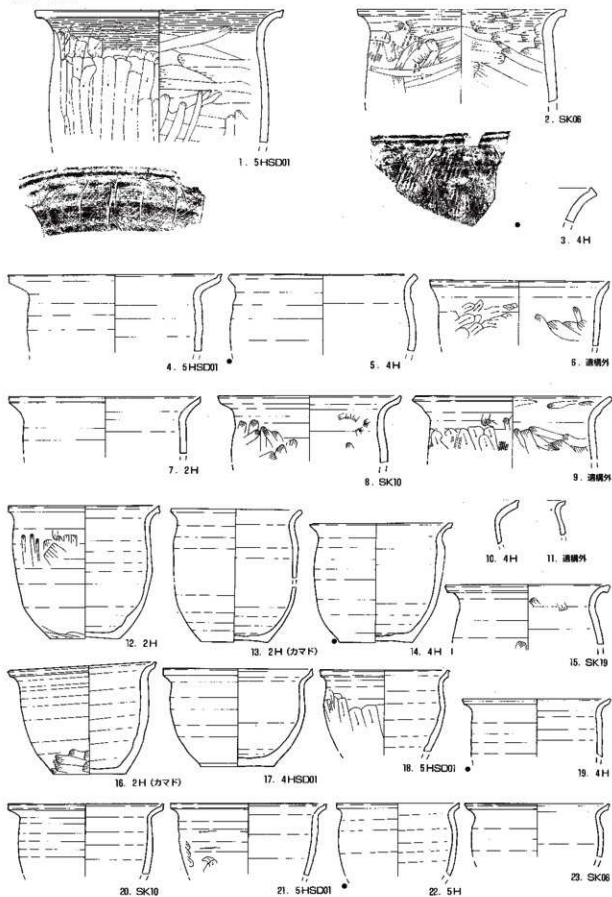 1. 5HSD01
2. SK06
3. 4H
4. 5HSD01
5. 4H
6. 遺構外
7. 2H
8. SK10
9. 遺構外
10. 4H
11. 遺構外
12. 2H
13. 2H (カマド)
14. 4H
15. SK19
16. 2H (カマド)
17. 4HSD01
18. 5HSD01
19. 4H
20. SK10
21. 5HSD01
22. 5H
23. SK06